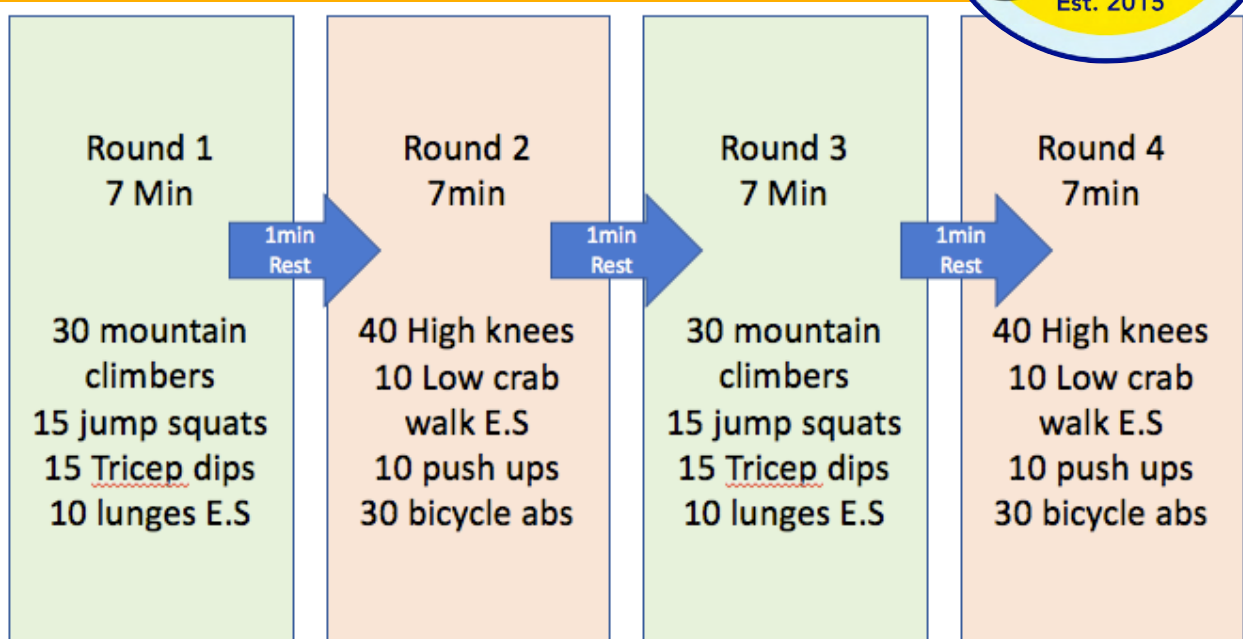 Est. 2015
Round 1
7 Min
1min
Rest
30 mountain
climbers
15 jump squats
15 Tricep dips
10 lunges E.S
Round 2
7min
1min
Rest
40 High knees
10 Low crab
walk E.S
10 push ups
30 bicycle abs
Round 3
7 Min
1min
Rest
30 mountain
climbers
15 jump squats
15 Tricep dips
10 lunges E.S
Round 4
7min
40 High knees
10 Low crab
walk E.S
10 push ups
30 bicycle abs